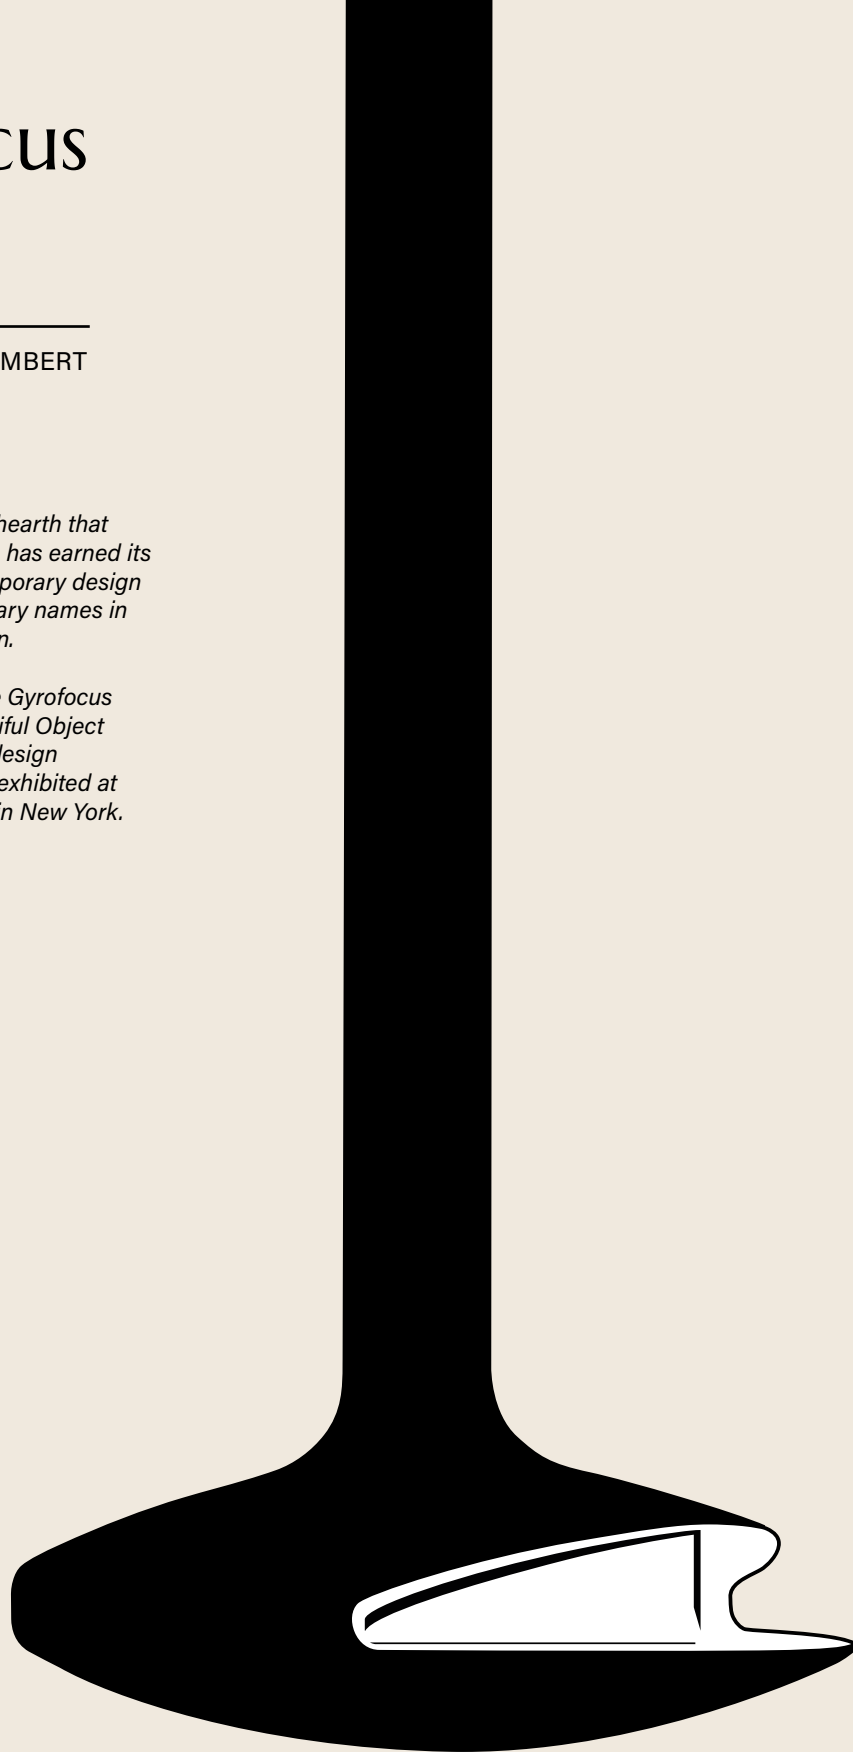 cus
MBERT
hearth that
has earned its
porary design
ary names in
n.
Gyrofocus
iful Object
design
exhibited at
in New York.